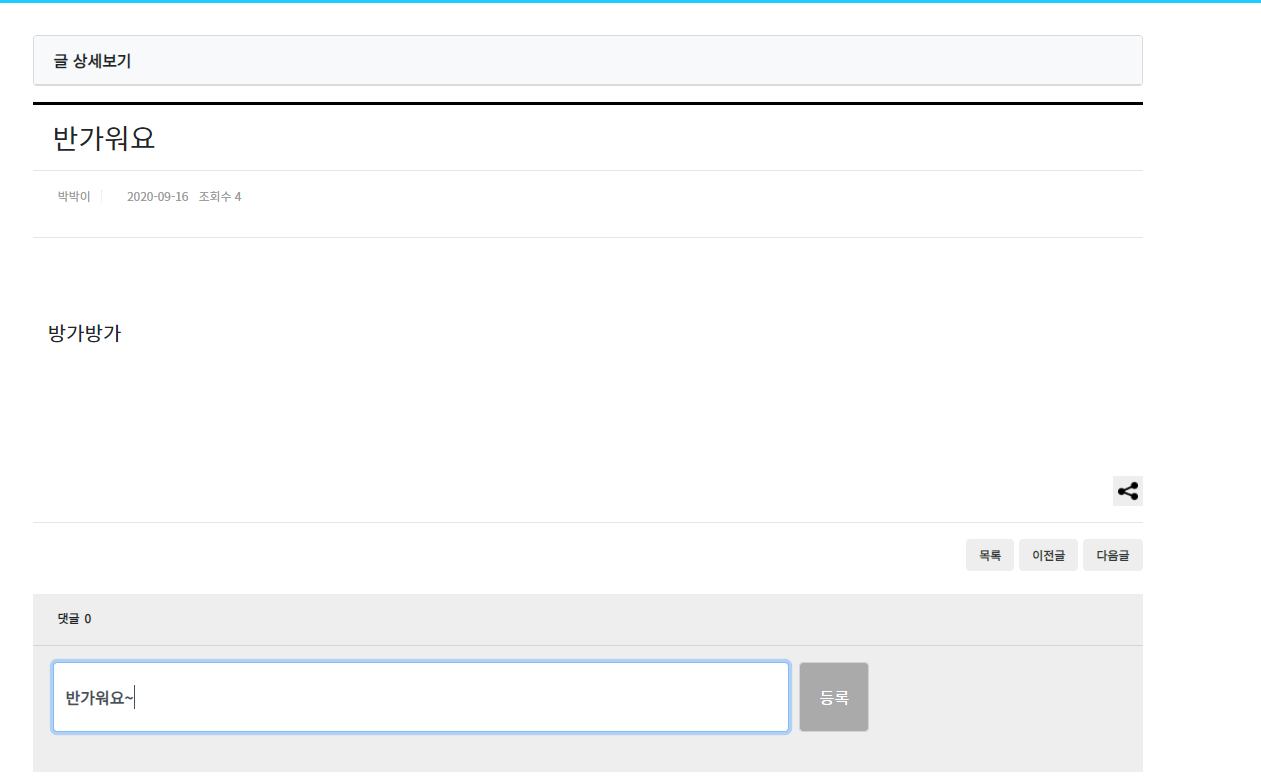 글 상세보기
반가워요
박박이 2020-09-16 조회수 4
방가방가
목록 이전글 다음글
댓글 0
반가워요~ 등록